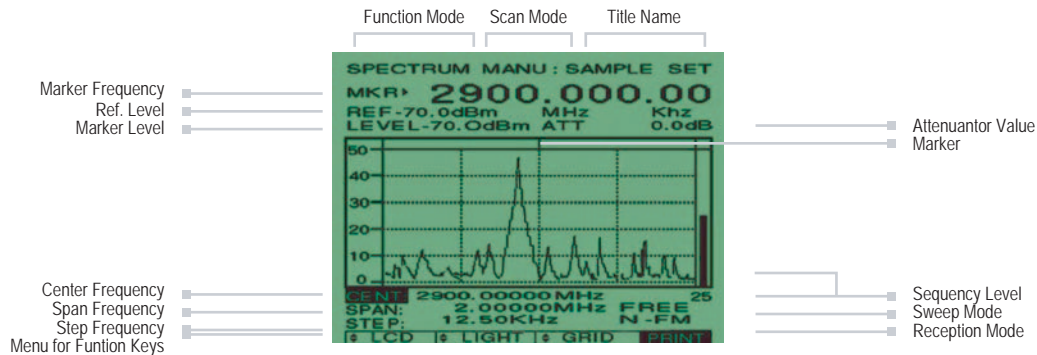 Function Mode Scan Mode Title Name
SPECTRUM MANU : SAMPLE SET
MKR 2900.000.00
REF-70.0dBm MHz Khz
LEVEL-70.0dBm ATT 0.0dB
Marker Frequency
Ref. Level
Marker Level
Attenuantor Value
Marker
50
40
30
20
10
0
CENT 2900.00000 MHz 25
SPAN: 2.00000MHz FREE
STEP: 12.50KHz N-FM
LCD LIGHT GRID PRINT
Center Frequency
Span Frequency
Step Frequency
Menu for Funtion Keys
Sequency Level
Sweep Mode
Reception Mode